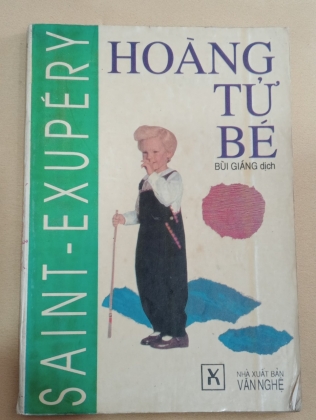 SAINT-EXUPÉRY
HOÀNG
TỬ
BÉ
BÙI GIÁNG dịch
NHÀ XUẤT BẢN
VĂN NGHỆ